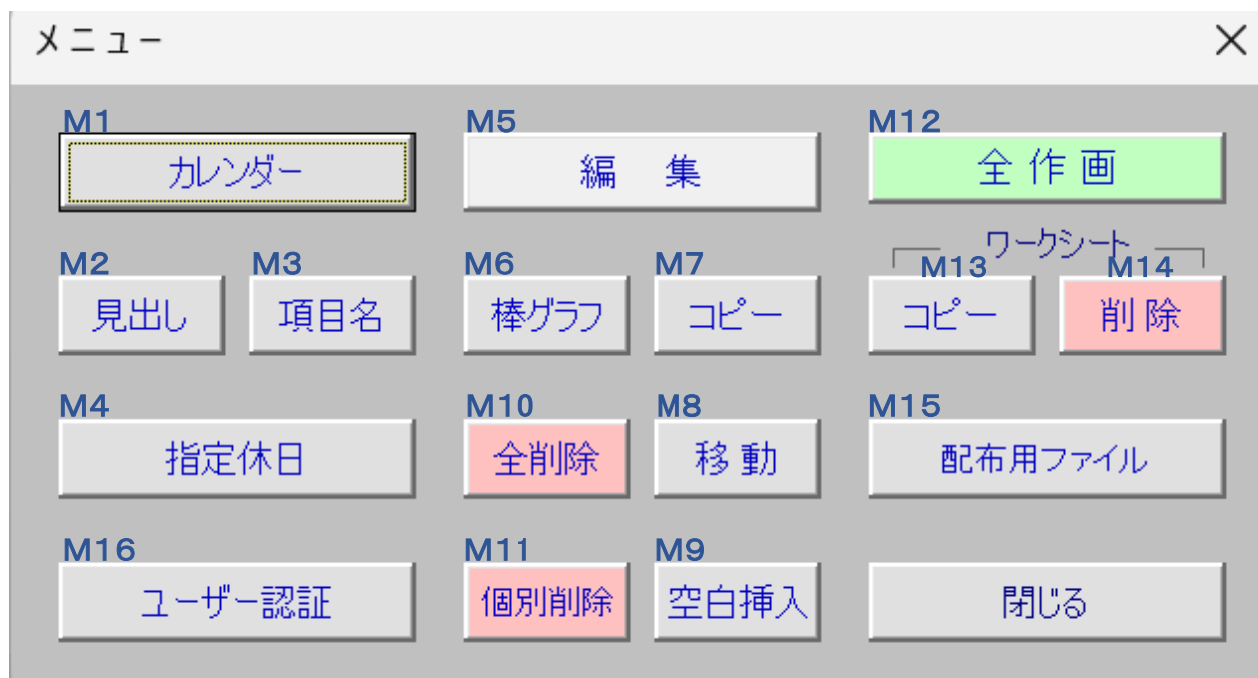 メニュー
M1 M5 M12
カレンダー 編 集 全 作 画
ワークシート
M2 M3 M6 M7 M13 M14
見出し 項目名 棒グラフ コピー コピー 削 除
M4 M10 M8 M15
指定休日 全削除 移 動 配布用ファイル
M16 M11 M9
ユーザー認証 個別削除 空白挿入 閉じる